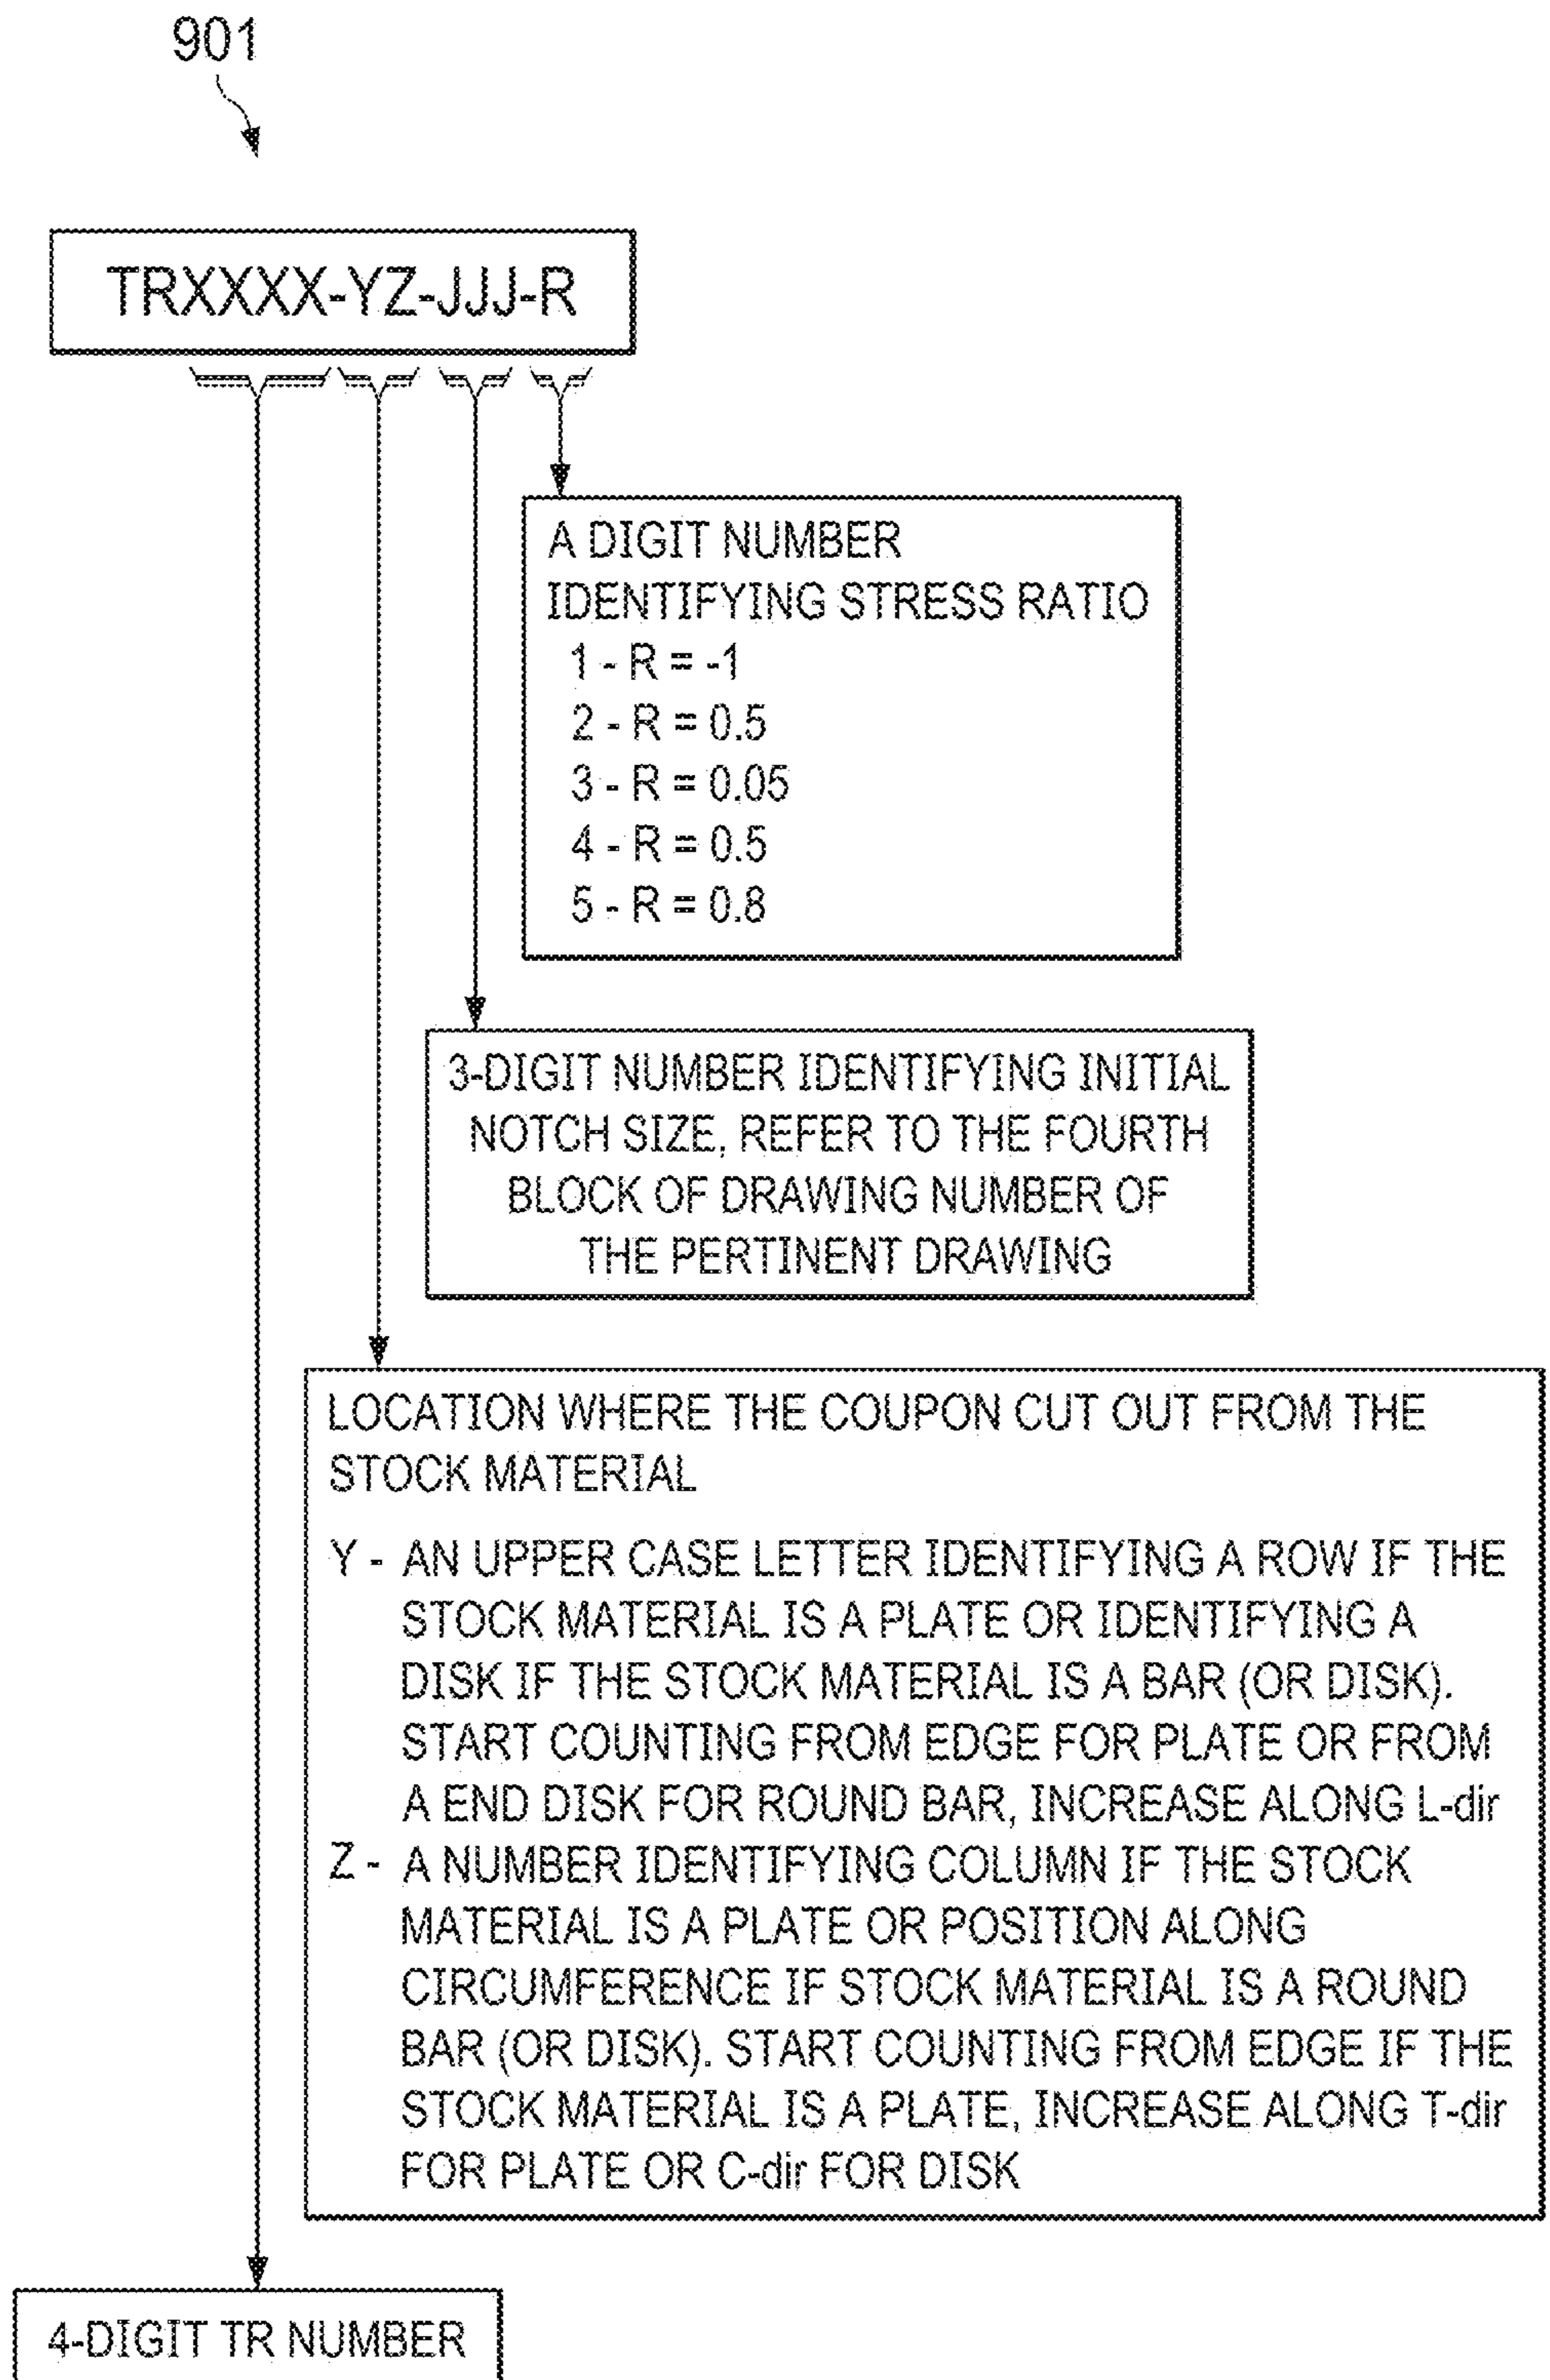 901
TRXXXX-YZ-JJJ-R
A DIGIT NUMBER
IDENTIFYING STRESS RATIO
1 - R = -1
2 - R = 0.5
3 - R = 0.05
4 - R = 0.5
5 - R = 0.8
3-DIGIT NUMBER IDENTIFYING INITIAL
NOTCH SIZE, REFER TO THE FOURTH
BLOCK OF DRAWING NUMBER OF
THE PERTINENT DRAWING
LOCATION WHERE THE COUPON CUT OUT FROM THE
STOCK MATERIAL
Y - AN UPPER CASE LETTER IDENTIFYING A ROW IF THE
STOCK MATERIAL IS A PLATE OR IDENTIFYING A
DISK IF THE STOCK MATERIAL IS A BAR (OR DISK).
START COUNTING FROM EDGE FOR PLATE OR FROM
A END DISK FOR ROUND BAR, INCREASE ALONG L-dir
Z - A NUMBER IDENTIFYING COLUMN IF THE STOCK
MATERIAL IS A PLATE OR POSITION ALONG
CIRCUMFERENCE IF STOCK MATERIAL IS A ROUND
BAR (OR DISK). START COUNTING FROM EDGE IF THE
STOCK MATERIAL IS A PLATE, INCREASE ALONG T-dir
FOR PLATE OR C-dir FOR DISK
4-DIGIT TR NUMBER